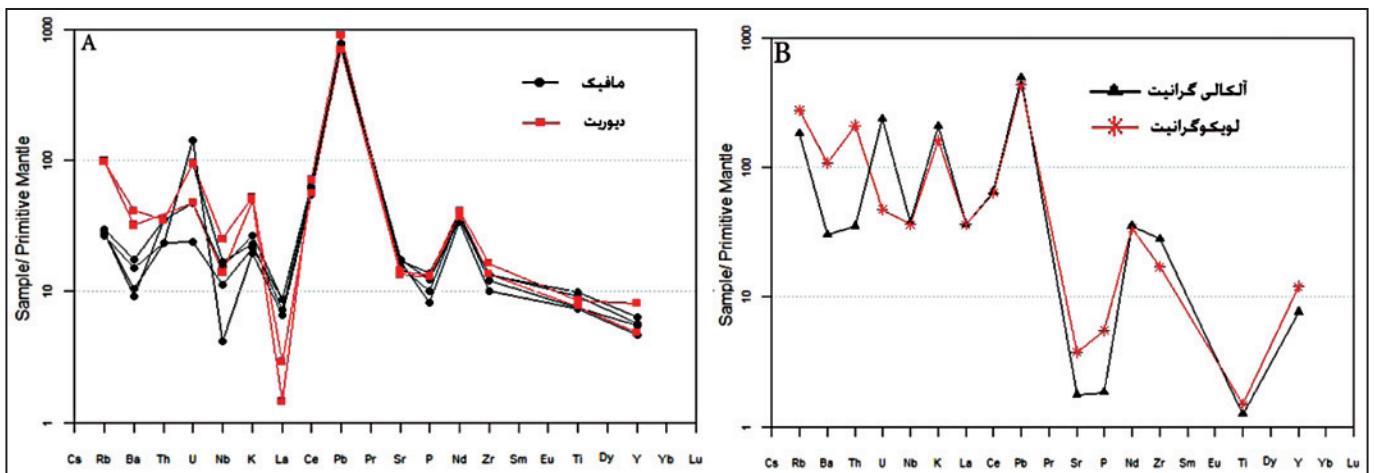 A
1000
100
10
1
Sample/ Primitive Mantle
مافیک
دیوریت
Cs Rb Ba Th U Nb K La Ce Pb Pr Sr P Nd Zr Sm Eu Ti Dy Y Yb Lu
B
1000
100
10
1
Sample/ Primitive Mantle
آلکالی گرانیت
لویکوگرانیت
Cs Rb Ba Th U Nb K La Ce Pb Pr Sr P Nd Zr Sm Eu Ti Dy Y Yb Lu